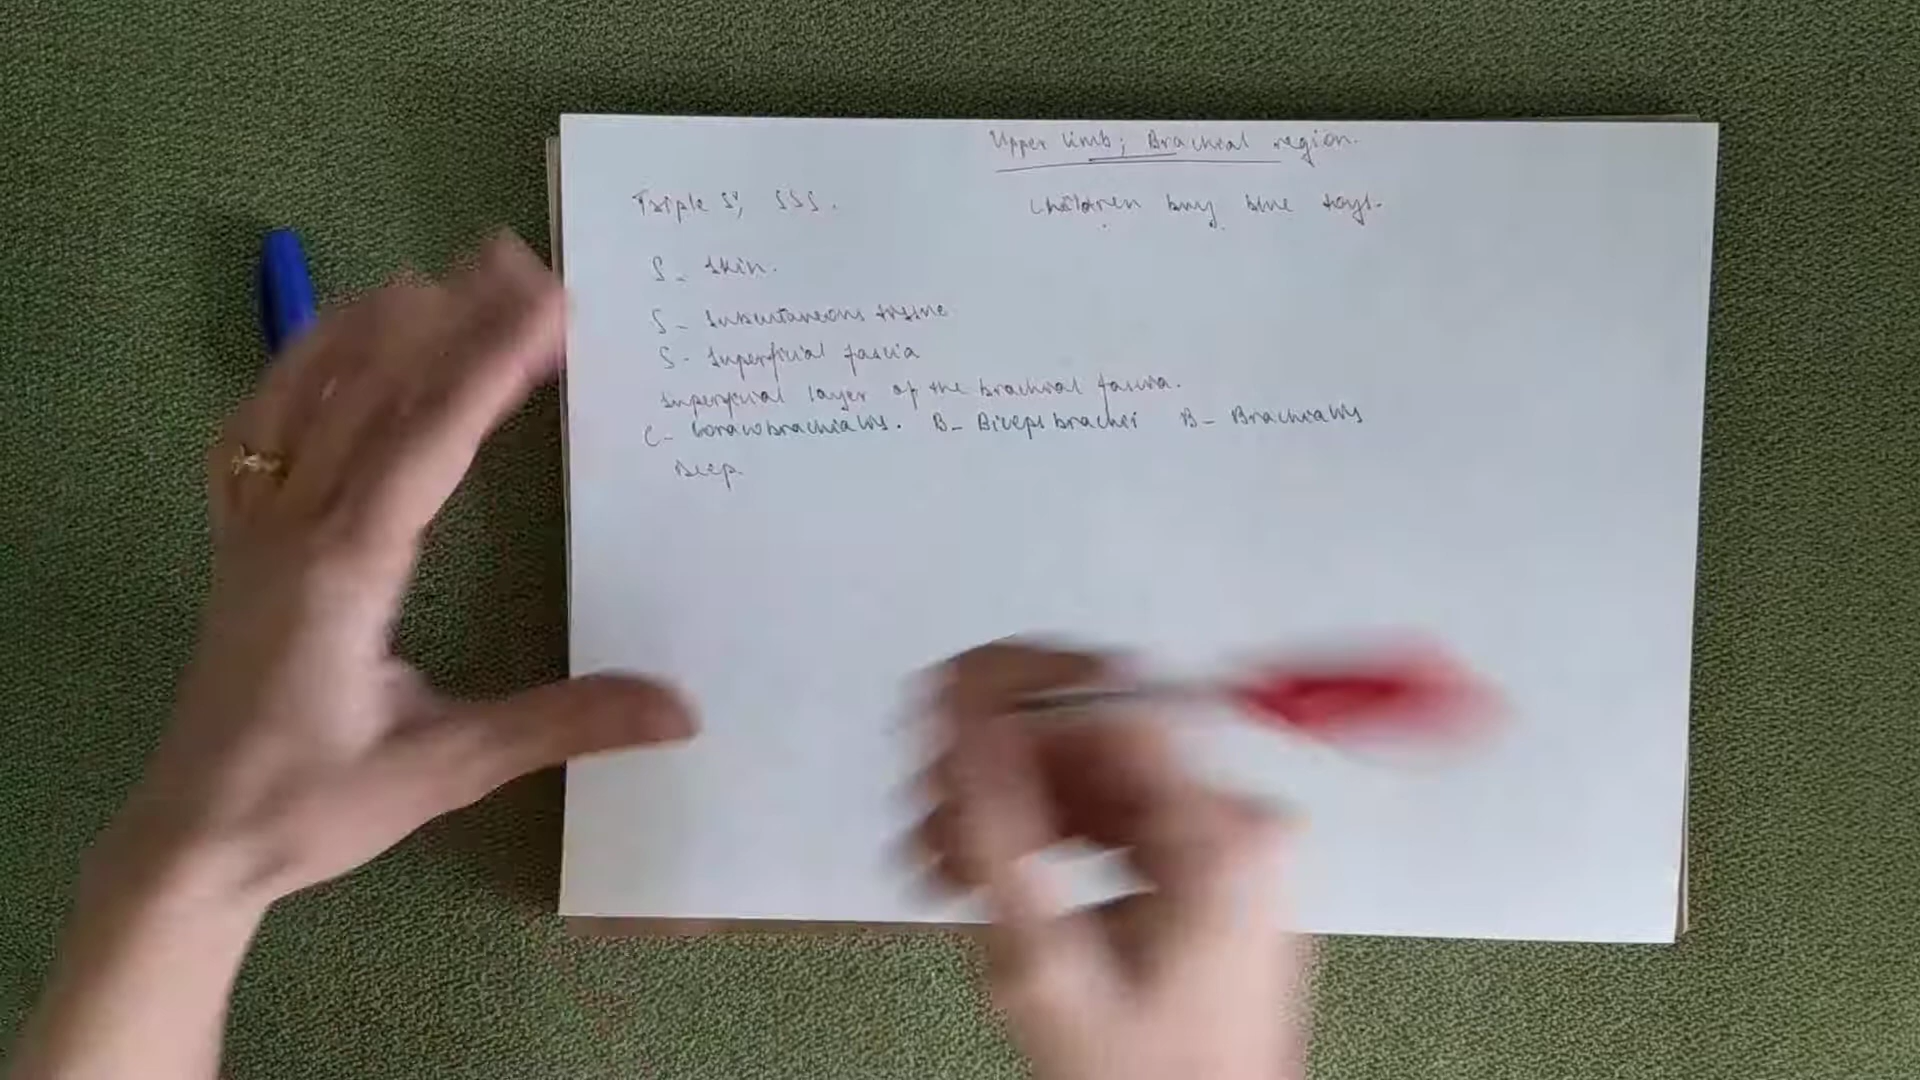 Upper limb; Brachial region.
Triple S', SSS.
Children buy blue toys.
S - Skin.
S - Subcutaneous tissue
S - Superficial fascia
Superficial layer of the brachial fascia.
C - Coracobrachialis. B - Biceps brachei B - Brachialis
Deep